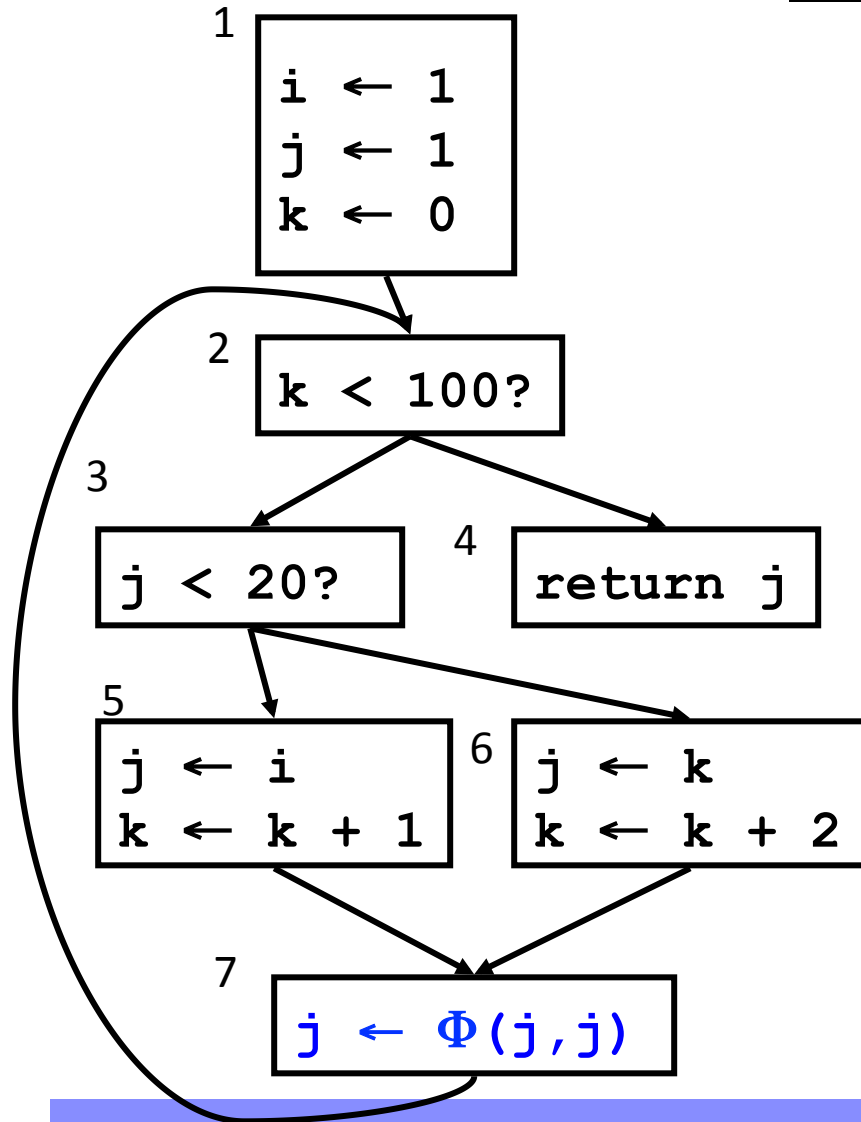 1
i ← 1
j ← 1
k ← 0
2
k < 100?
3
j < 20?
4
return j
5
j ← i
k ← k + 1
6
j ← k
k ← k + 2
7
j ← Φ(j,j)